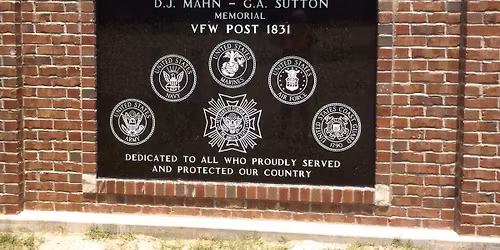 D.J. MAHN – G.A. SUTTON
MEMORIAL
VFW POST 1831
UNITED STATES
MARINES
UNITED STATES
NAVY
UNITED STATES
AIR FORCE
UNITED STATES
ARMY
UNITED STATES COAST GUARD
1790
DEDICATED TO ALL WHO PROUDLY SERVED
AND PROTECTED OUR COUNTRY